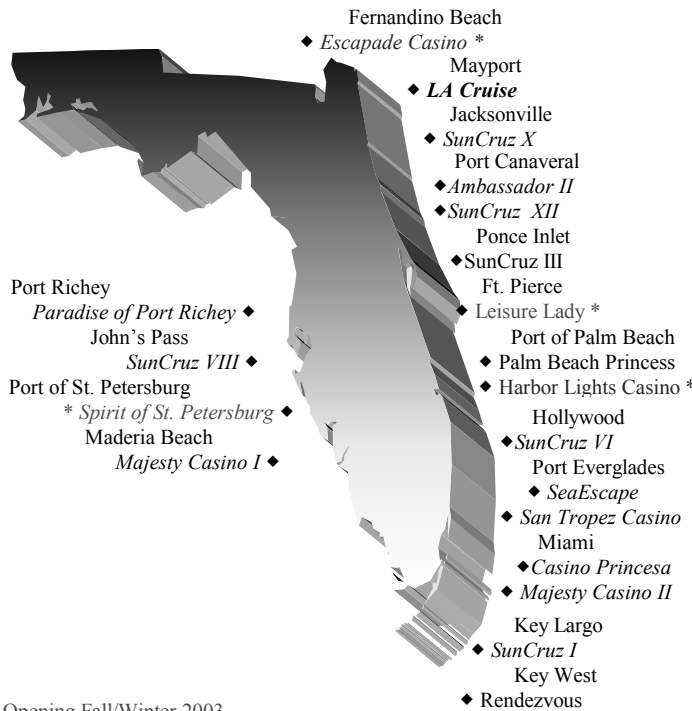 Fernandino Beach
◆ Escapade Casino *
Mayport
◆ LA Cruise
Jacksonville
◆ SunCruz X
Port Canaveral
◆Ambassador II
◆SunCruz XII
Ponce Inlet
◆SunCruz III
Ft. Pierce
◆ Leisure Lady *
Port of Palm Beach
◆ Palm Beach Princess
◆ Harbor Lights Casino *
Hollywood
◆SunCruz VI
Port Everglades
◆ SeaEscape
◆ San Tropez Casino
Miami
◆Casino Princesa
◆ Majesty Casino II
Key Largo
◆ SunCruz I
Key West
◆ Rendezvous
Port Richey
Paradise of Port Richey ◆
John’s Pass
SunCruz VIII ◆
Port of St. Petersburg
* Spirit of St. Petersburg ◆
Maderia Beach
Majesty Casino I ◆
Opening Fall/Winter 2003